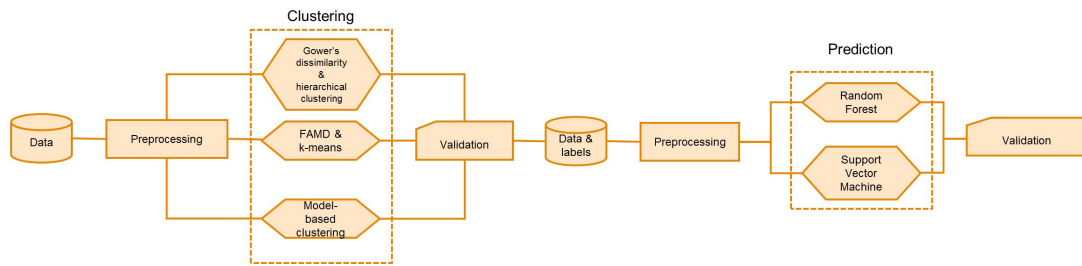 Clustering
Gower's
dissimilarity
&
hierarchical
clustering
Prediction
Random
Forest
Data
Preprocessing
FAMD &
k-means
Validation
Data &
labels
Preprocessing
Validation
Support
Vector
Machine
Model-
based
clustering